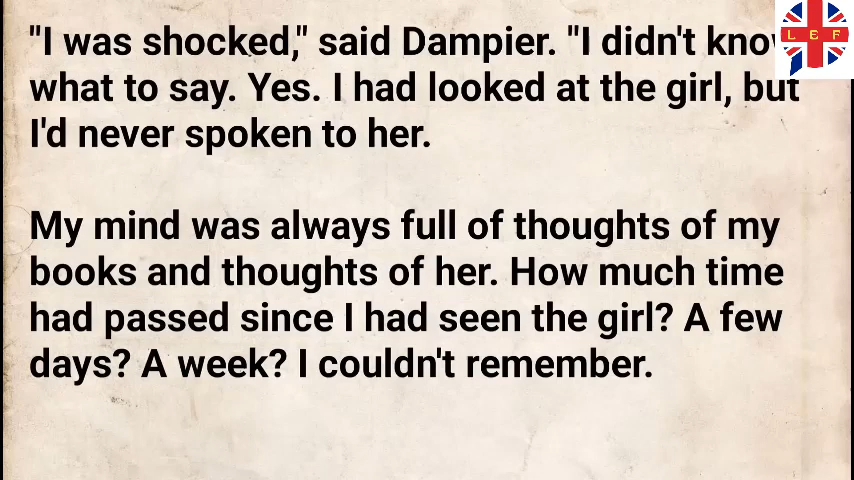 "I was shocked," said Dampier. "I didn't know
what to say. Yes. I had looked at the girl, but
I'd never spoken to her.
My mind was always full of thoughts of my
books and thoughts of her. How much time
had passed since I had seen the girl? A few
days? A week? I couldn't remember.
LEF